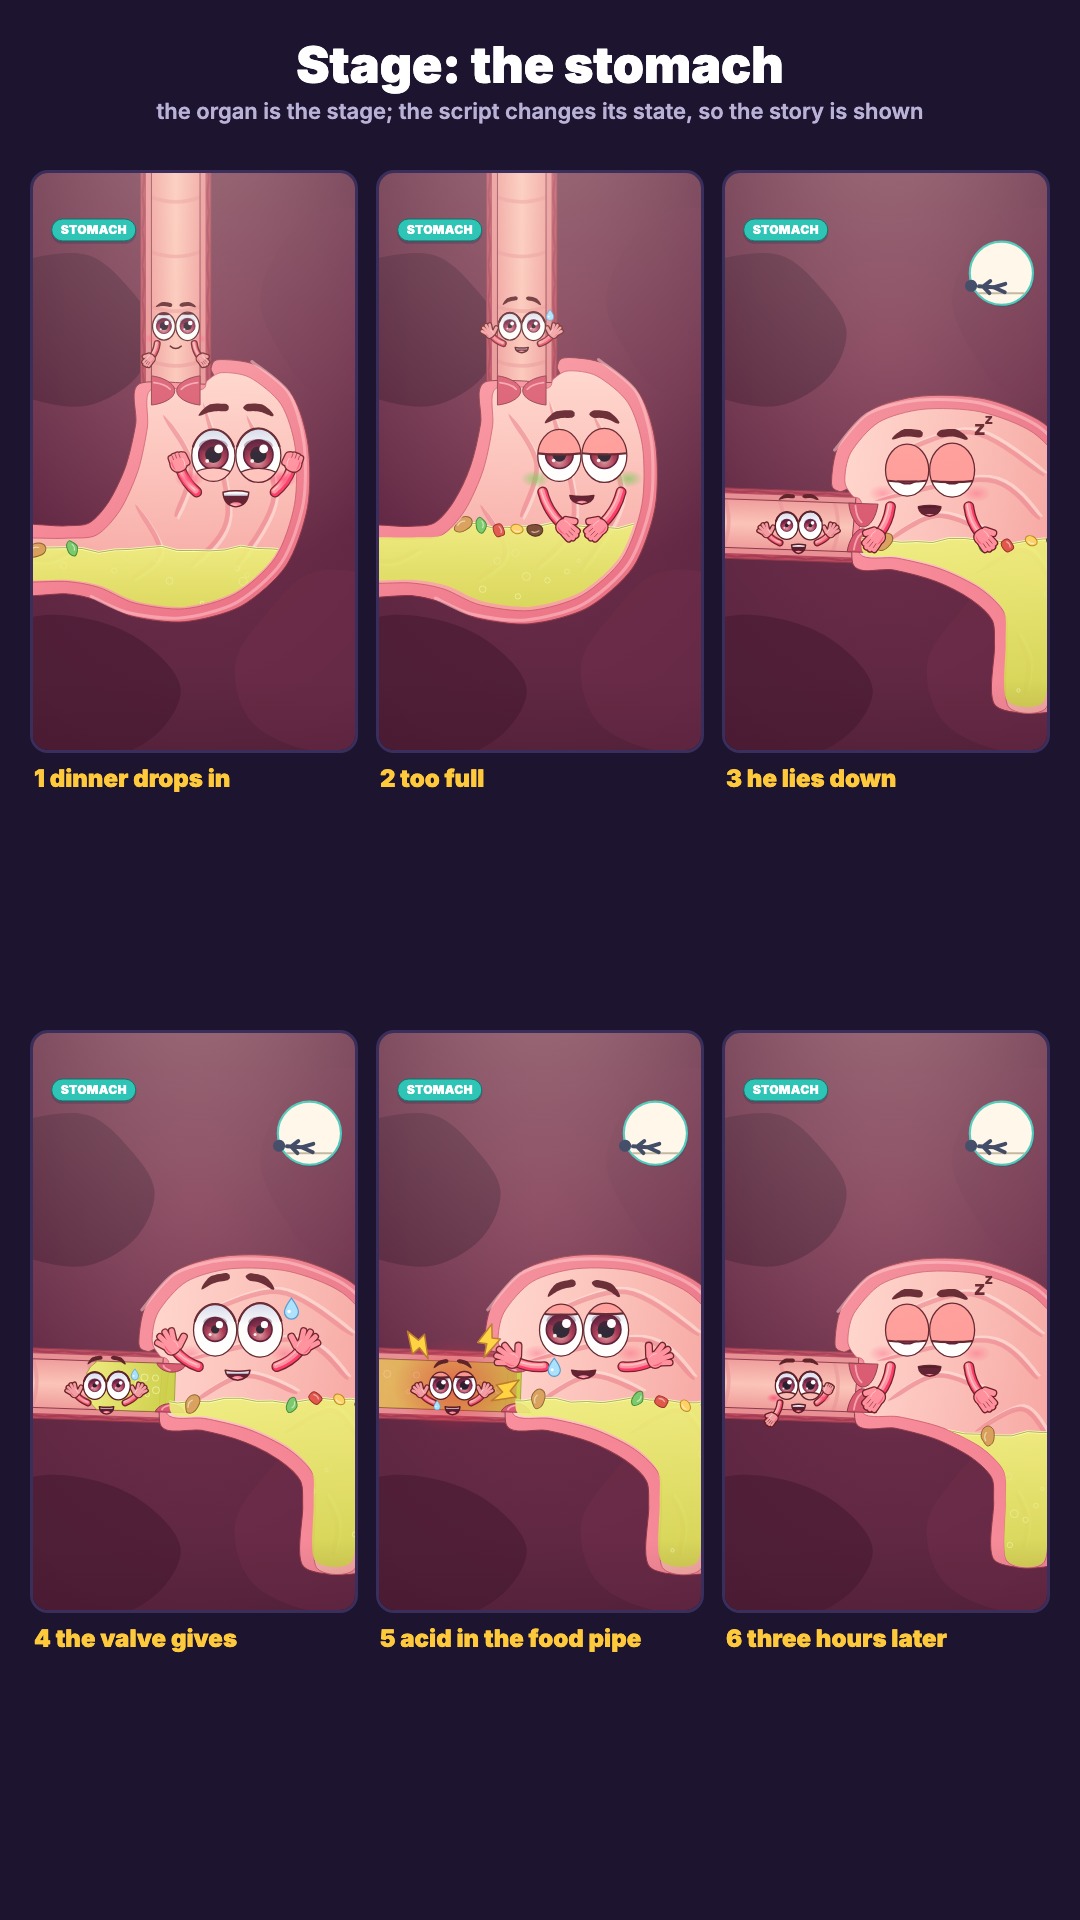 Stage: the stomach
the organ is the stage; the script changes its state, so the story is shown
STOMACH
STOMACH
STOMACH
zz
1 dinner drops in
2 too full
3 he lies down
STOMACH
STOMACH
STOMACH
zz
4 the valve gives
5 acid in the food pipe
6 three hours later